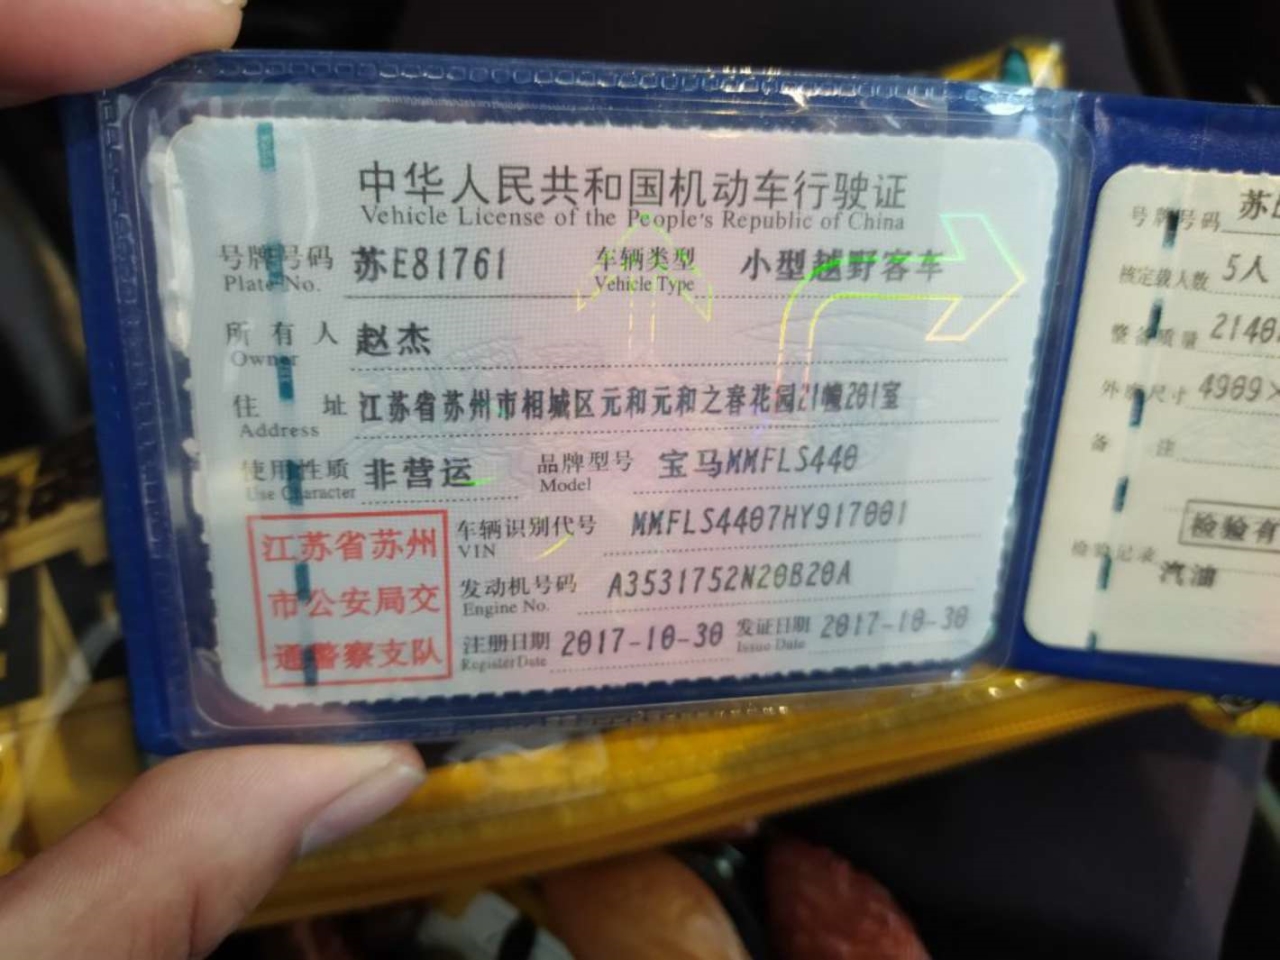 中华人民共和国机动车行驶证
Vehicle License of the People's Republic of China
号牌号码 苏E81761 车辆类型 小型越野客车
Plate No. Vehicle Type
所有人 赵杰
Owner
住址 江苏省苏州市相城区元和元和之春花园21幢201室
Address
使用性质 非营运 品牌型号 宝马MMFLS440
Use Character Model
江苏省苏州
市公安局交
通警察支队
车辆识别代号 MMFLS4407HY917001
VIN
发动机号码 A3531752N20B20A
Engine No.
注册日期 2017-10-30 发证日期 2017-10-30
Register Date Issue Date
号牌号码 苏
核定载人数 5人
整备质量 2140
外廓尺寸 4909×
备注
检验有
检验记录
汽油